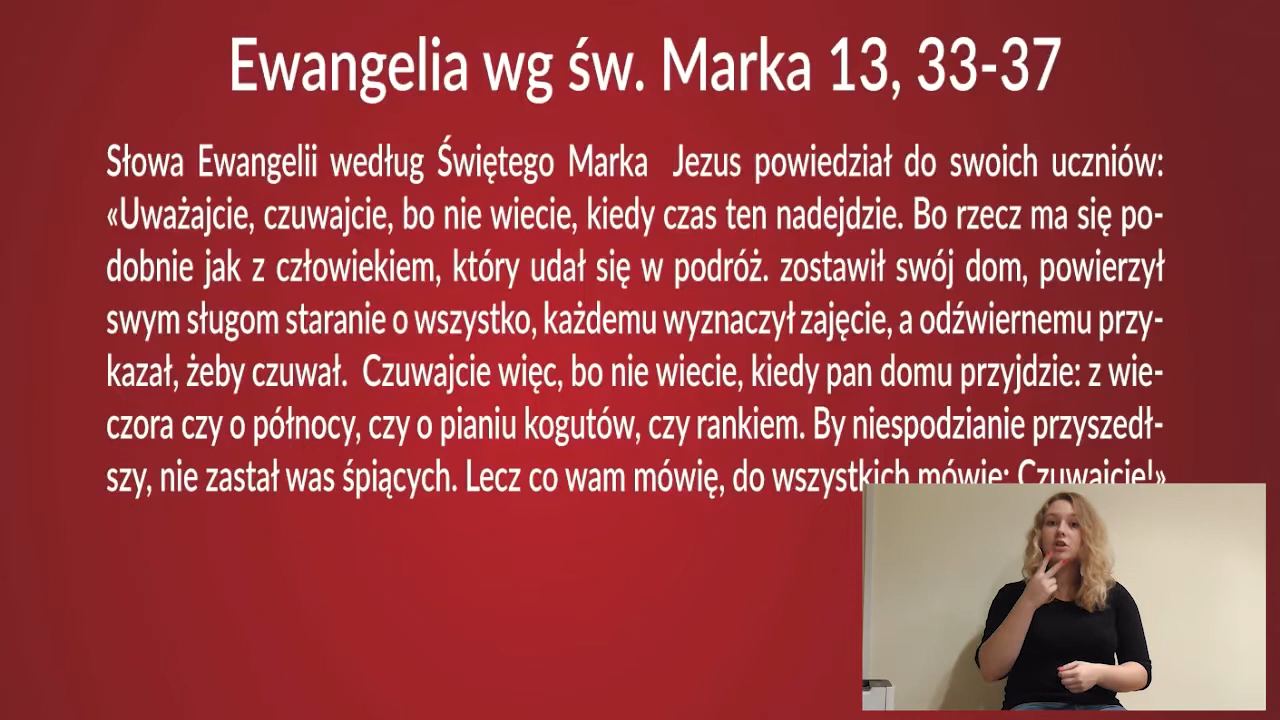 Ewangelia wg św. Marka 13, 33-37
Słowa Ewangelii według Świętego Marka Jezus powiedział do swoich uczniów:
«Uważajcie, czuwajcie, bo nie wiecie, kiedy czas ten nadejdzie. Bo rzecz ma się po-
dobnie jak z człowiekiem, który udał się w podróż. zostawił swój dom, powierzył
swym sługom staranie o wszystko, każdemu wyznaczył zajęcie, a odźwiernemu przy-
kazał, żeby czuwał. Czuwajcie więc, bo nie wiecie, kiedy pan domu przyjdzie: z wie-
czora czy o północy, czy o pianiu kogutów, czy rankiem. By niespodzianie przyszedł-
szy, nie zastał was śpiących. Lecz co wam mówię, do wszystkich mówię: Czuwajcie!»